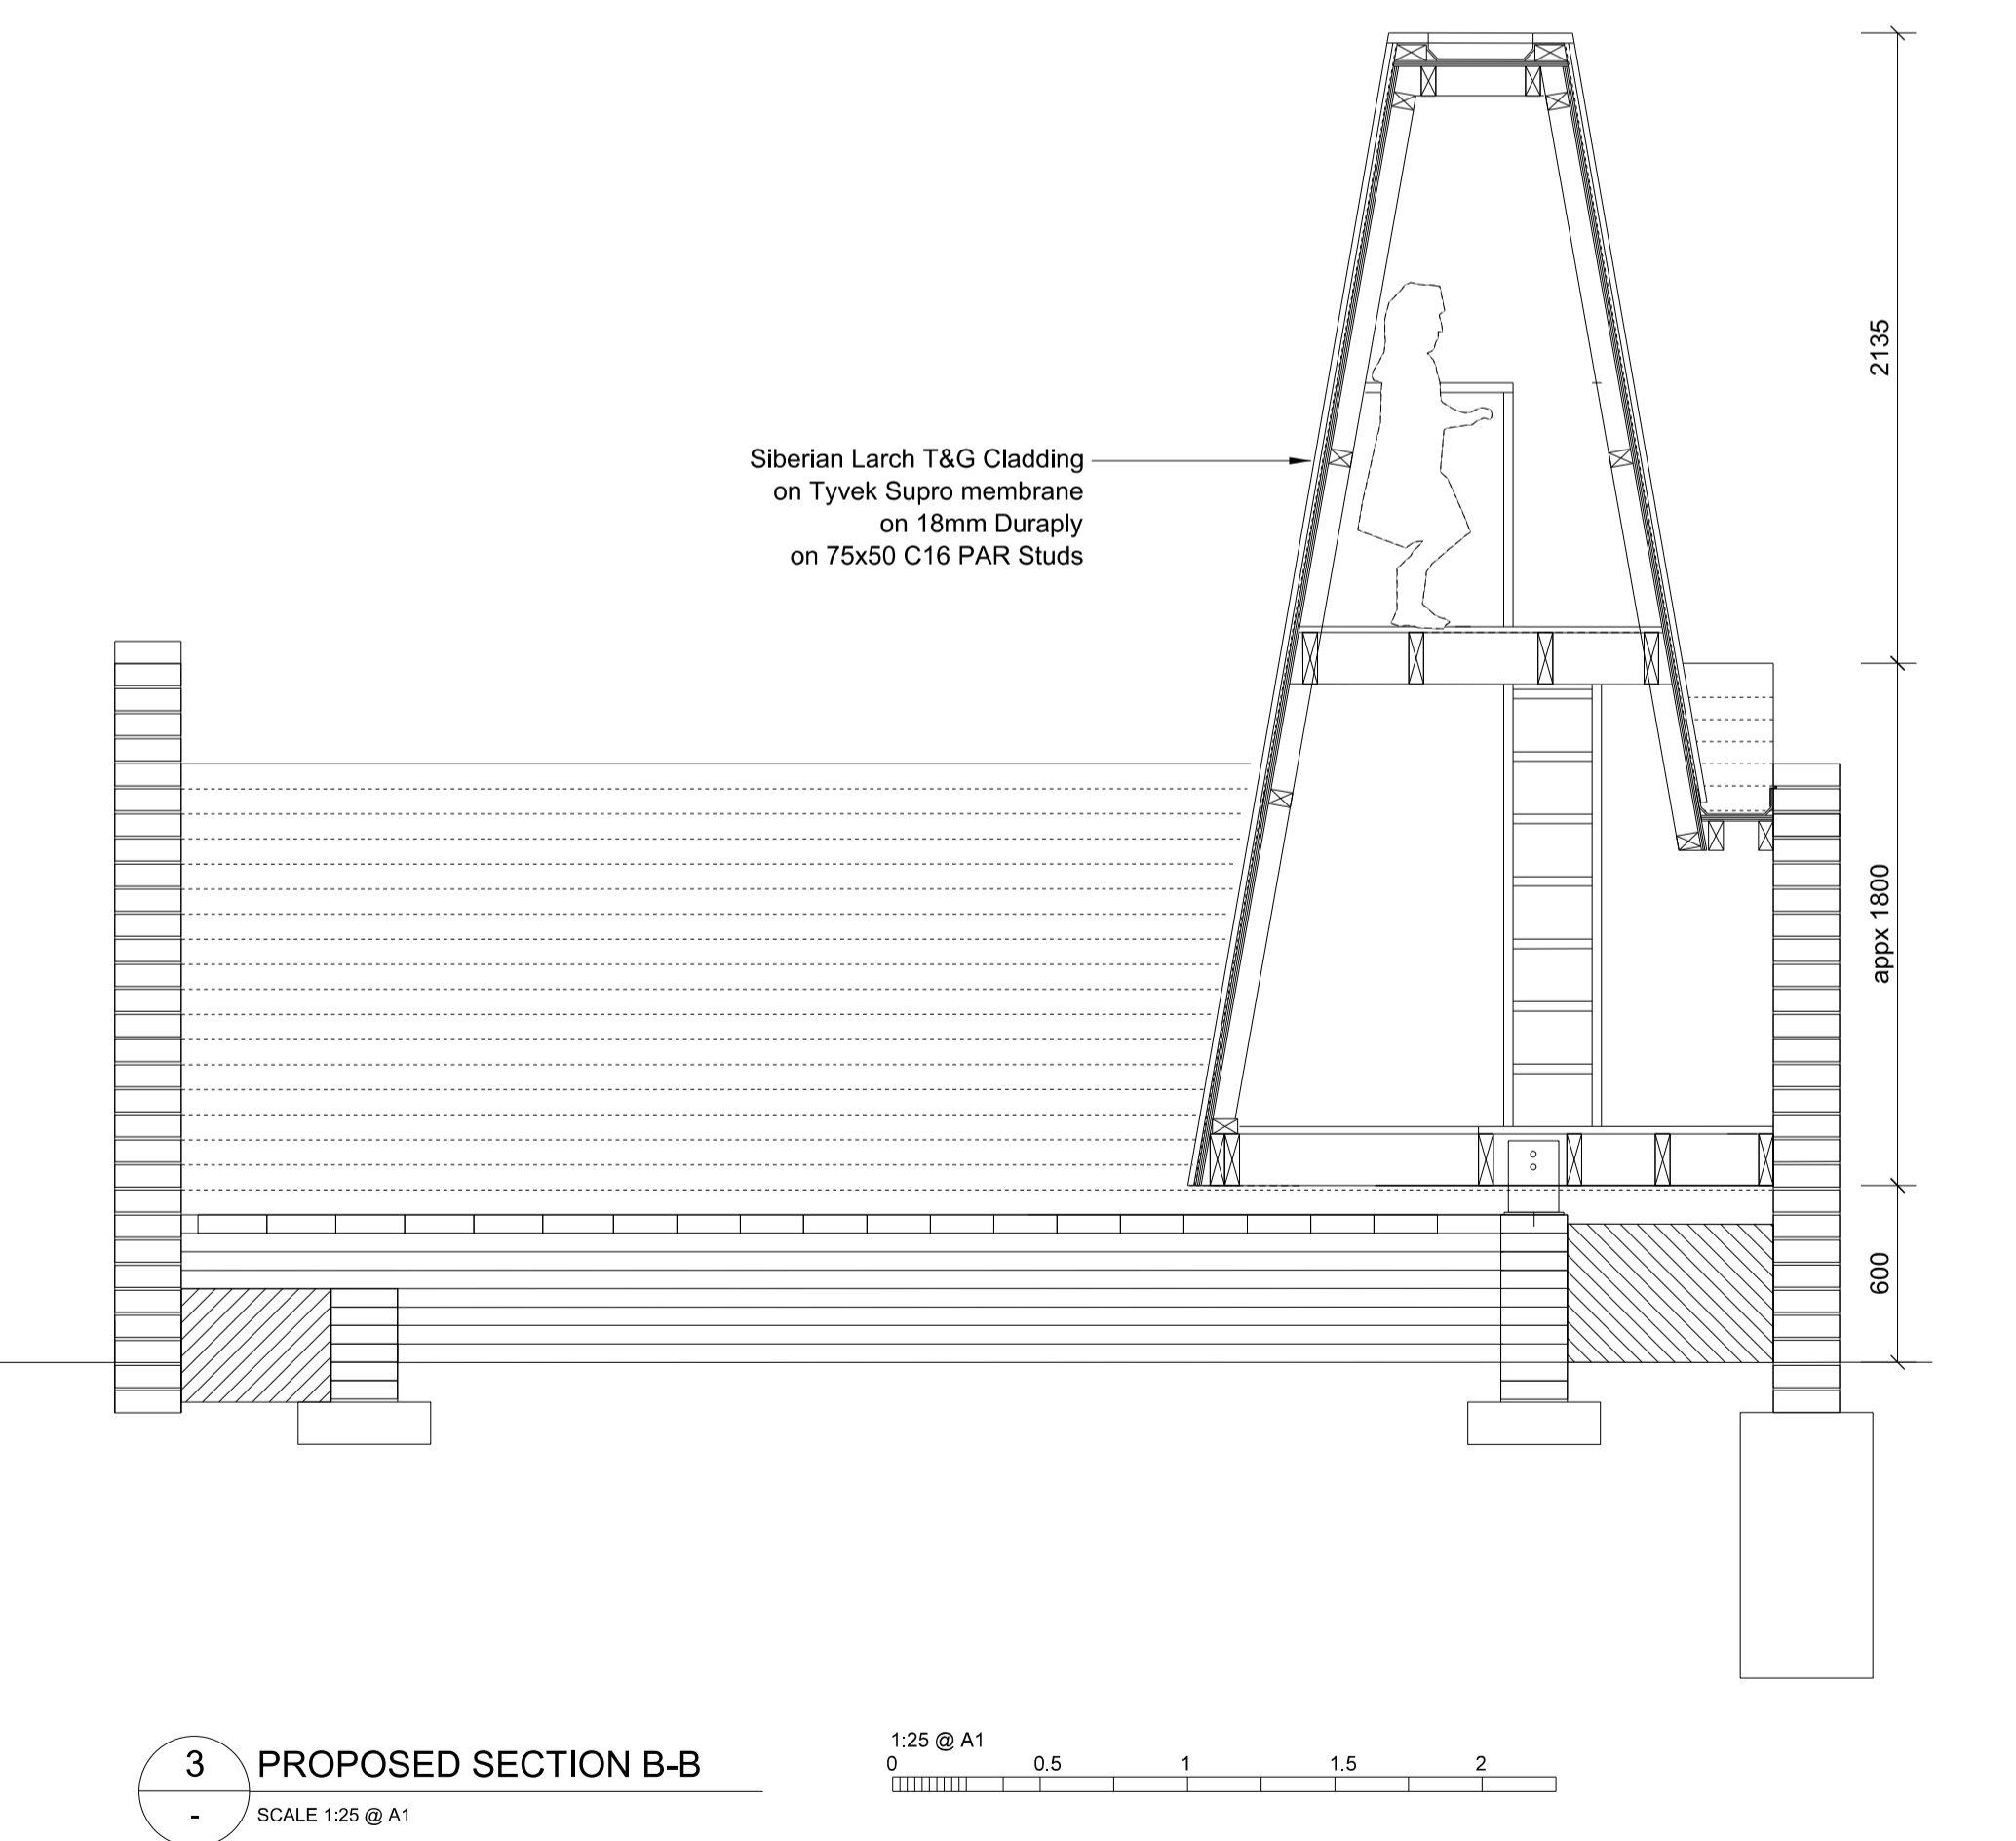 2135
Siberian Larch T&G Cladding
on Tyvek Supro membrane
on 18mm Duraply
on 75x50 C16 PAR Studs
appx 1800
600
3
PROPOSED SECTION B-B
-
SCALE 1:25 @ A1
1:25 @ A1
0 0.5 1 1.5 2